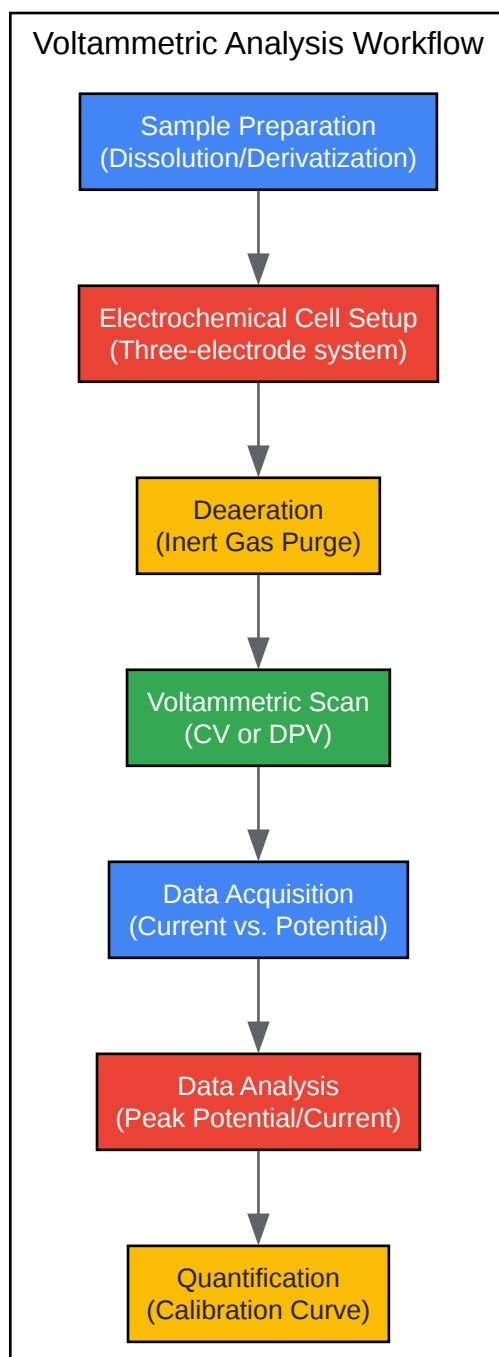 Voltammetric Analysis Workflow
Sample Preparation
(Dissolution/Derivatization)
Electrochemical Cell Setup
(Three-electrode system)
Deaeration
(Inert Gas Purge)
Voltammetric Scan
(CV or DPV)
Data Acquisition
(Current vs. Potential)
Data Analysis
(Peak Potential/Current)
Quantification
(Calibration Curve)